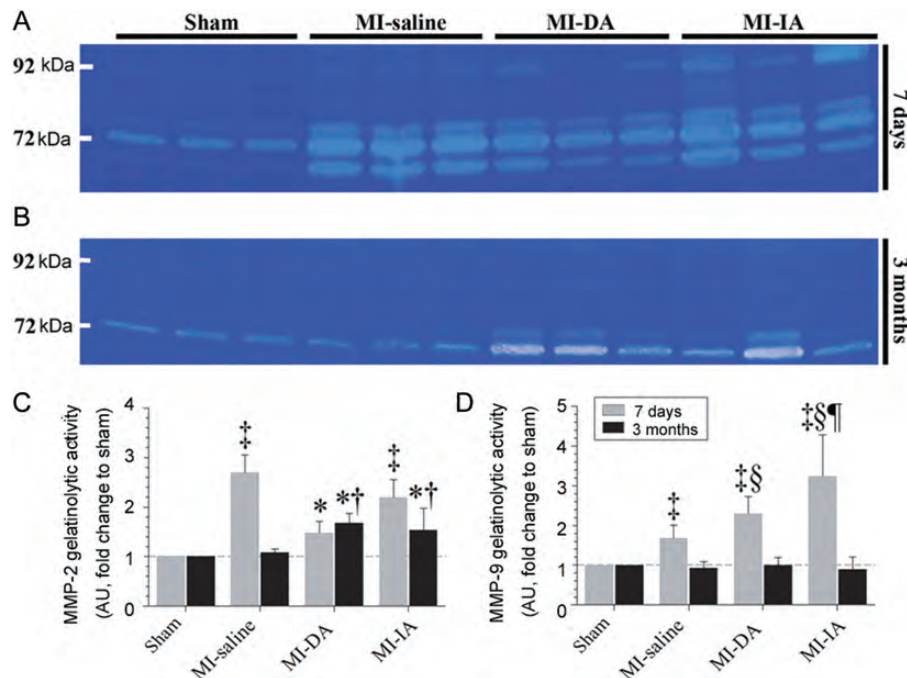 A
Sham MI-saline MI-DA MI-IA
92 kDa
72 kDa
7 days
B
92 kDa
72 kDa
3 months
C
MMP-2 gelatinolytic activity
(AU, fold change to sham)
4
3
2
1
0
‡
*
*†
‡
*†
Sham
MI-saline
MI-DA
MI-IA
D
MMP-9 gelatinolytic activity
(AU, fold change to sham)
5
4
3
2
1
0
7 days
3 months
‡
‡§
‡§¶
Sham
MI-saline
MI-DA
MI-IA